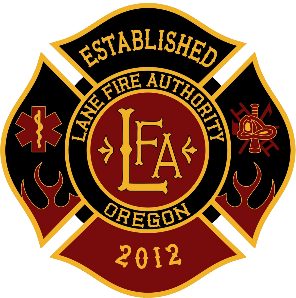 ESTABLISHED
LANE FIRE AUTHORITY
LFA
OREGON
2012